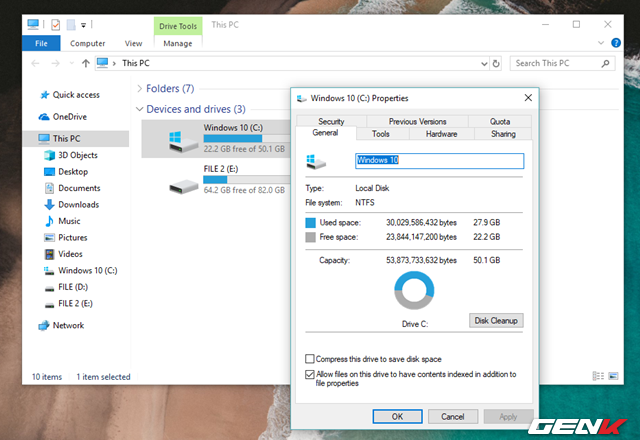 Drive Tools This PC
File Computer View Manage
This PC
Search This PC
Quick access
OneDrive
This PC
3D Objects
Desktop
Documents
Downloads
Music
Pictures
Videos
Windows 10 (C:)
FILE (D:)
FILE 2 (E:)
Network
Folders (7)
Devices and drives (3)
Windows 10 (C:)
22.2 GB free of 50.1 GB
FILE 2 (E:)
64.2 GB free of 82.0 GB
10 items 1 item selected
Windows 10 (C:) Properties
Security Previous Versions Quota
General Tools Hardware Sharing
Windows 10
Type: Local Disk
File system: NTFS
Used space: 30,029,586,432 bytes 27.9 GB
Free space: 23,844,147,200 bytes 22.2 GB
Capacity: 53,873,733,632 bytes 50.1 GB
Drive C: Disk Cleanup
Compress this drive to save disk space
Allow files on this drive to have contents indexed in addition to
file properties
OK Cancel Apply
GENK